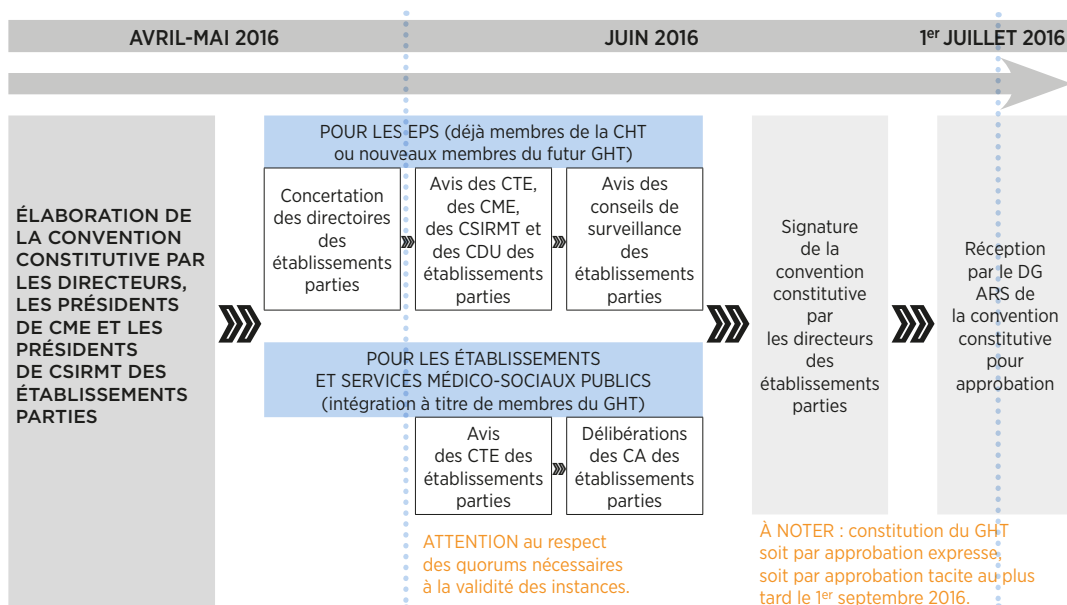 AVRIL-MAI 2016
JUIN 2016
1er JUILLET 2016
ÉLABORATION DE
LA CONVENTION
CONSTITUTIVE PAR
LES DIRECTEURS,
LES PRÉSIDENTS
DE CME ET LES
PRÉSIDENTS
DE CSIRMT DES
ÉTABLISSEMENTS
PARTIES
POUR LES EPS (déjà membres de la CHT
ou nouveaux membres du futur GHT)
Concertation
des directoires
des
établissements
parties
Avis des CTE,
des CME,
des CSIRMT et
des CDU des
établissements
parties
Avis des
conseils de
surveillance
des
établissements
parties
POUR LES ÉTABLISSEMENTS
ET SERVICES MÉDICO-SOCIAUX PUBLICS
(intégration à titre de membres du GHT)
Avis
des CTE des
établissements
parties
Délibérations
des CA des
établissements
parties
ATTENTION au respect
des quorums nécessaires
à la validité des instances.
Signature
de la
convention
constitutive
par
les directeurs
des
établissements
parties
Réception
par le DG
ARS de
la convention
constitutive
pour
approbation
À NOTER : constitution du GHT
soit par approbation expresse,
soit par approbation tacite au plus
tard le 1er septembre 2016.